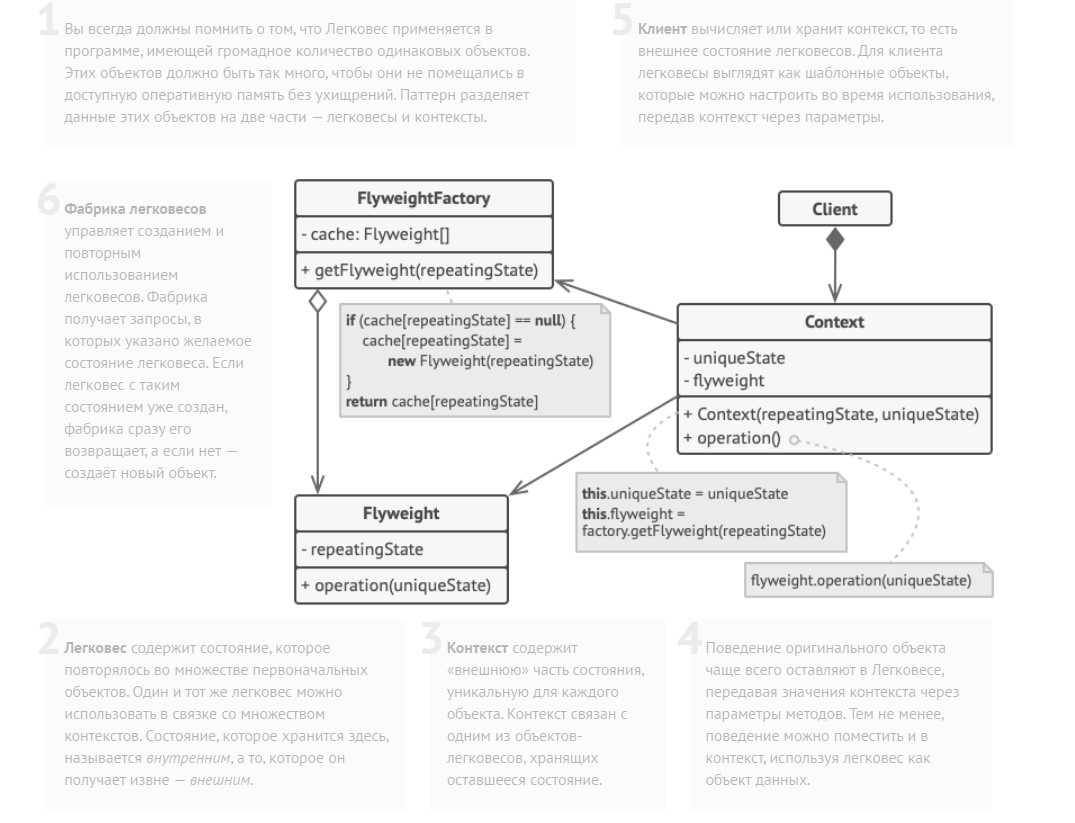 1
Вы всегда должны помнить о том, что Легковес применяется в
программе, имеющей громадное количество одинаковых объектов.
Этих объектов должно быть так много, чтобы они не помещались в
доступную оперативную память без ухищрений. Паттерн разделяет
данные этих объектов на две части — легковесы и контексты.
5
Клиент вычисляет или хранит контекст, то есть
внешнее состояние легковесов. Для клиента
легковесы выглядят как шаблонные объекты,
которые можно настроить во время использования,
передав контекст через параметры.
6
Фабрика легковесов
управляет созданием и
повторным
использованием
легковесов. Фабрика
получает запросы, в
которых указано желаемое
состояние легковеса. Если
легковес с таким
состоянием уже создан,
фабрика сразу его
возвращает, а если нет —
создаёт новый объект.
FlyweightFactory
- cache: Flyweight[]
+ getFlyweight(repeatingState)
if (cache[repeatingState] == null) {
cache[repeatingState] =
new Flyweight(repeatingState)
}
return cache[repeatingState]
Client
Context
- uniqueState
- flyweight
+ Context(repeatingState, uniqueState)
+ operation()
this.uniqueState = uniqueState
this.flyweight =
factory.getFlyweight(repeatingState)
flyweight.operation(uniqueState)
Flyweight
- repeatingState
+ operation(uniqueState)
2
Легковес содержит состояние, которое
повторялось во множестве первоначальных
объектов. Один и тот же легковес можно
использовать в связке со множеством
контекстов. Состояние, которое хранится здесь,
называется внутренним, а то, которое он
получает извне — внешним.
3
Контекст содержит
«внешнюю» часть состояния,
уникальную для каждого
объекта. Контекст связан с
одним из объектов-
легковесов, хранящих
оставшееся состояние.
4
Поведение оригинального объекта
чаще всего оставляют в Легковесе,
передавая значения контекста через
параметры методов. Тем не менее,
поведение можно поместить и в
контекст, используя легковес как
объект данных.